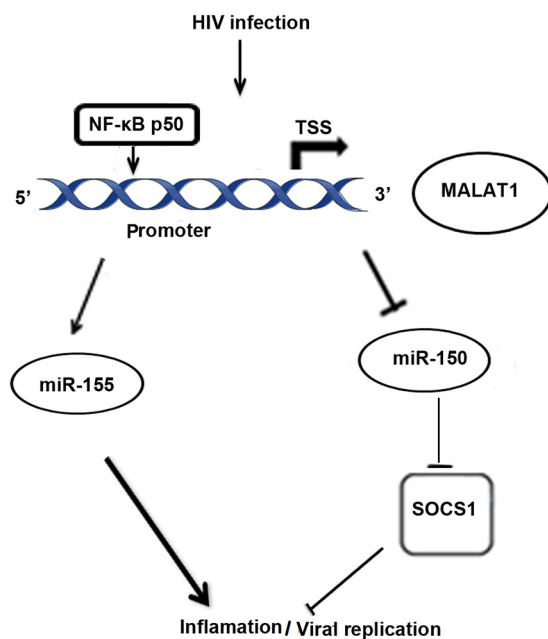 HIV infection
NF-κB p50
TSS
5’
3’
MALAT1
Promoter
miR-155
miR-150
SOCS1
Inflamation / Viral replication